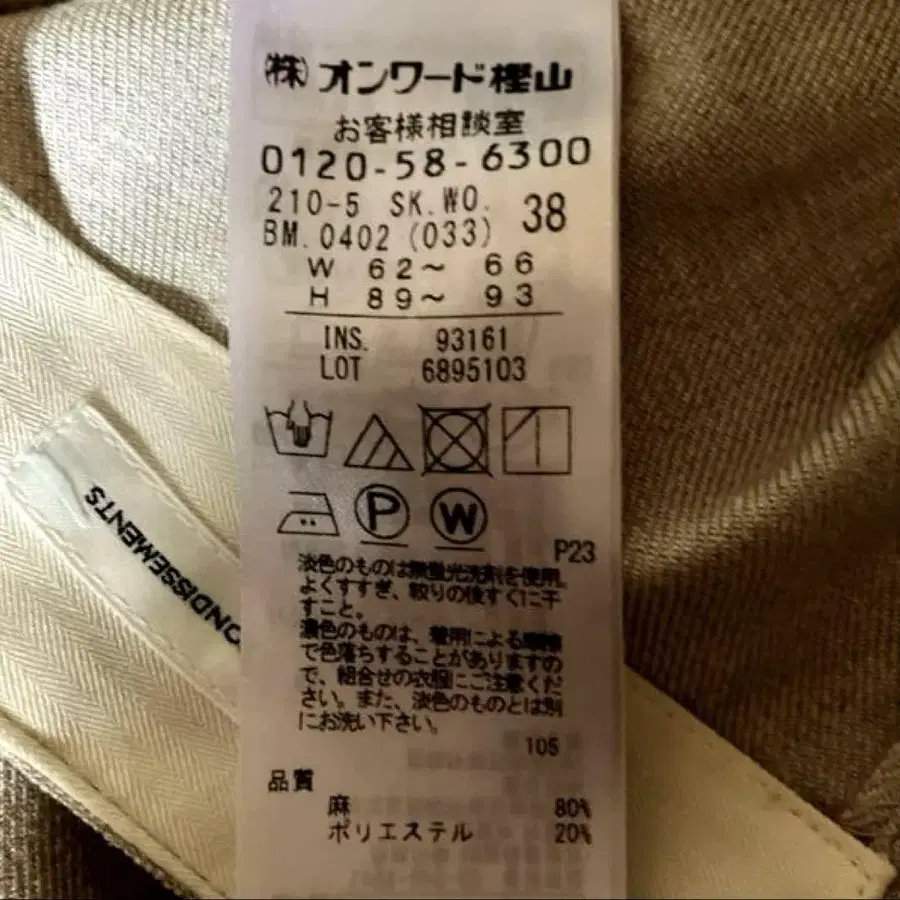 (株)オンワード樫山
お客様相談室
0120-58-6300
210-5 SK.WO. 38
BM.0402 (033)
W 62～ 66
H 89～ 93
INS. 93161
LOT 6895103
P W
P23
淡色のものは無蛍光洗剤を使用。
よくすすぎ、絞りの後すぐに干
すこと。
濃色のものは、着用による摩擦
で色落ちすることがありますの
で、組合せの衣服にご注意くだ
さい。また、淡色のものとは別
にお洗い下さい。
105
品質
麻 80%
ポリエステル 20%
ONDISSEMENTS